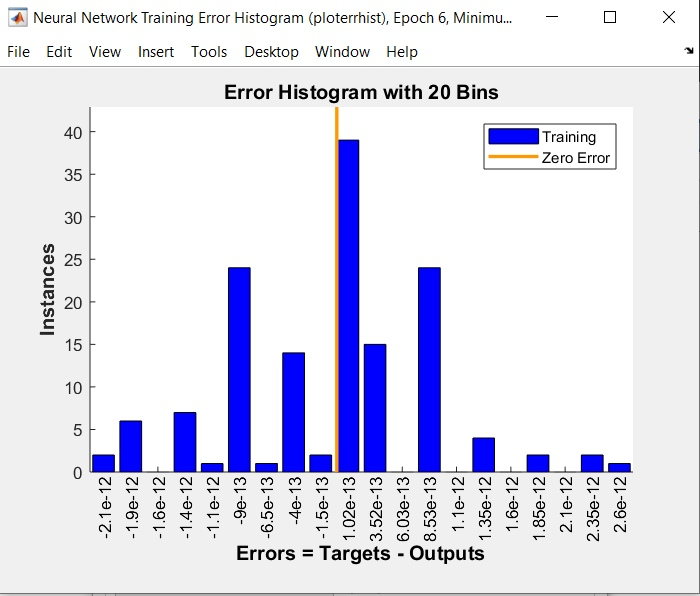 Neural Network Training Error Histogram (ploterrhist), Epoch 6, Minimu...
File Edit View Insert Tools Desktop Window Help
Error Histogram with 20 Bins
40
35
30
25
20
15
10
5
0
Instances
Training
Zero Error
-2.1e-12
-1.9e-12
-1.6e-12
-1.4e-12
-1.1e-12
-9e-13
-6.5e-13
-4e-13
-1.5e-13
1.02e-13
3.52e-13
6.03e-13
8.53e-13
1.1e-12
1.35e-12
1.6e-12
1.85e-12
2.1e-12
2.35e-12
2.6e-12
Errors = Targets - Outputs